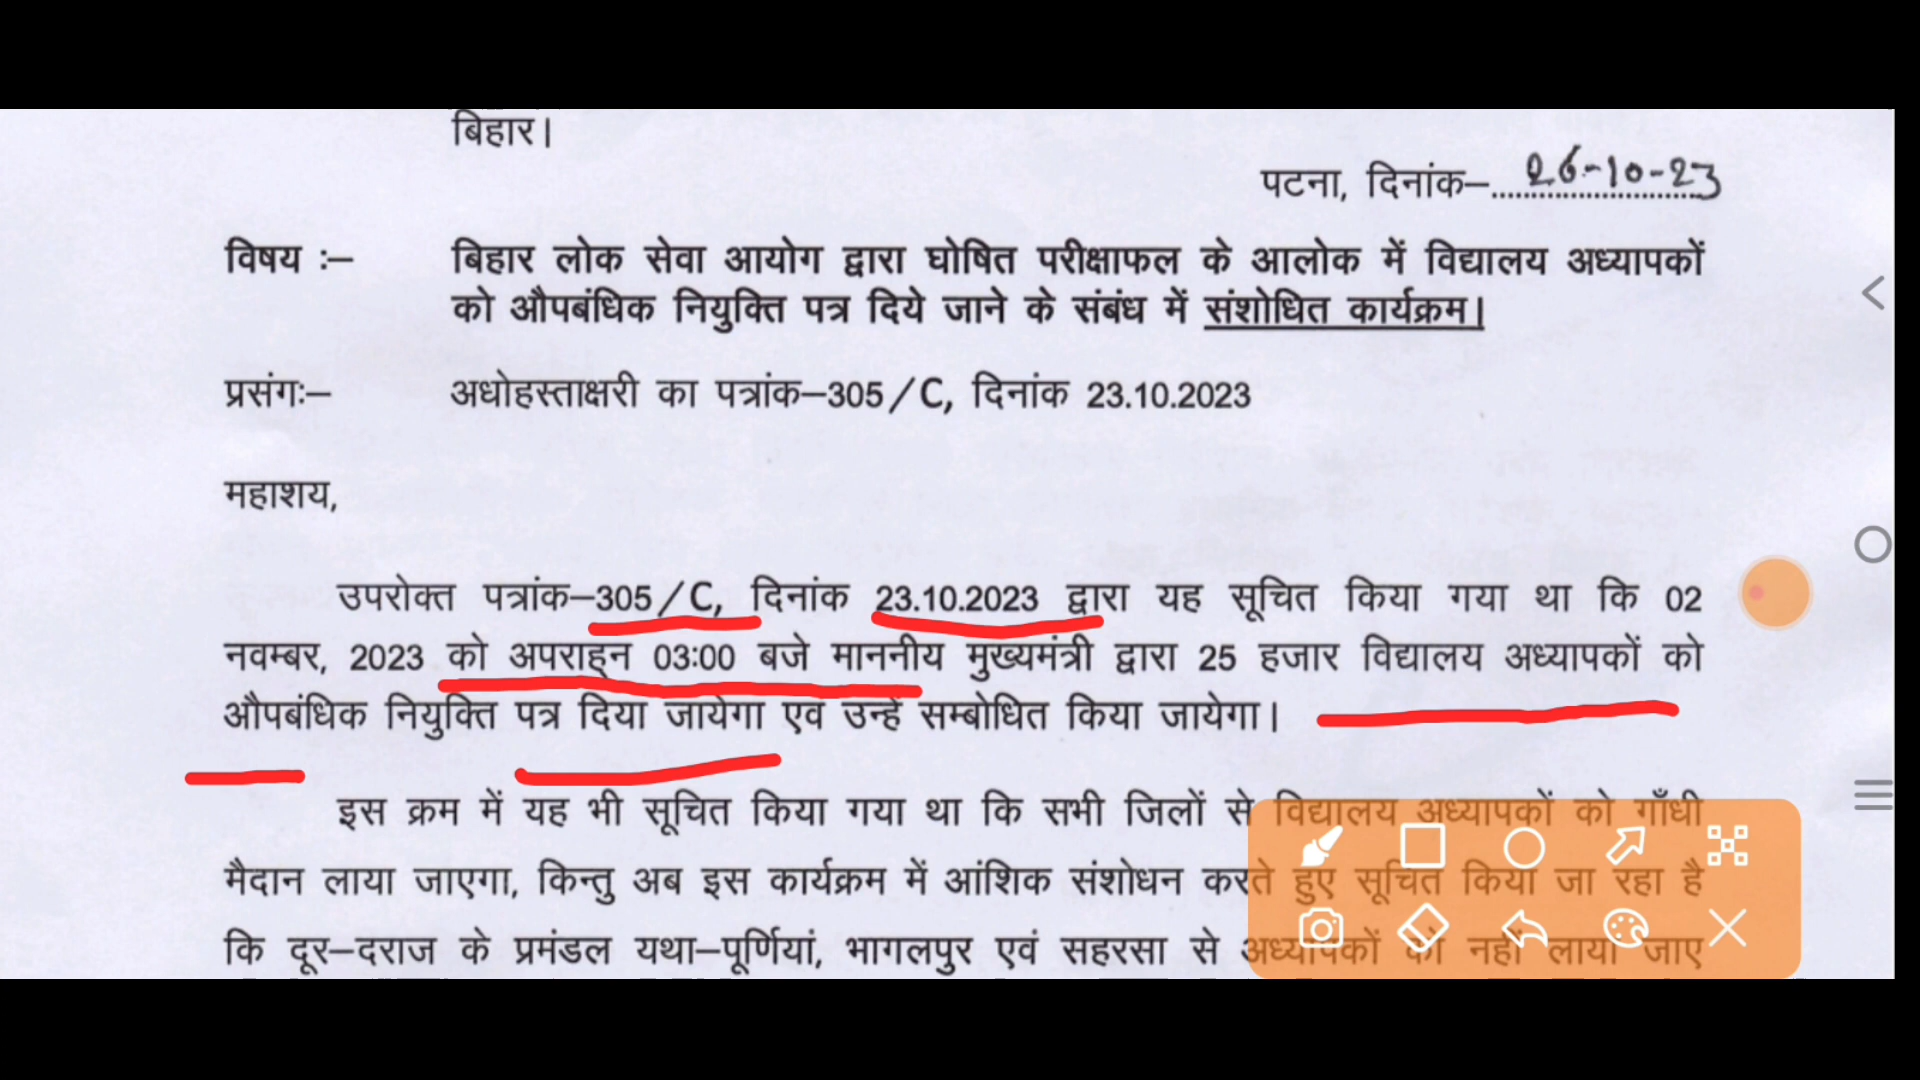 बिहार।
पटना, दिनांक–.......................... 26-10-23
विषय :– बिहार लोक सेवा आयोग द्वारा घोषित परीक्षाफल के आलोक में विद्यालय अध्यापकों
को औपबंधिक नियुक्ति पत्र दिये जाने के संबंध में संशोधित कार्यक्रम।
प्रसंगः– अधोहस्ताक्षरी का पत्रांक–305/C, दिनांक 23.10.2023
महाशय,
उपरोक्त पत्रांक–305/C, दिनांक 23.10.2023 द्वारा यह सूचित किया गया था कि 02
नवम्बर, 2023 को अपराह्न 03:00 बजे माननीय मुख्यमंत्री द्वारा 25 हजार विद्यालय अध्यापकों को
औपबंधिक नियुक्ति पत्र दिया जायेगा एवं उन्हें सम्बोधित किया जायेगा।
इस क्रम में यह भी सूचित किया गया था कि सभी जिलों से विद्यालय अध्यापकों को गाँधी
मैदान लाया जाएगा, किन्तु अब इस कार्यक्रम में आंशिक संशोधन करते हुए सूचित किया जा रहा है
कि दूर–दराज के प्रमंडल यथा–पूर्णियां, भागलपुर एवं सहरसा से अध्यापकों को नहीं लाया जाए